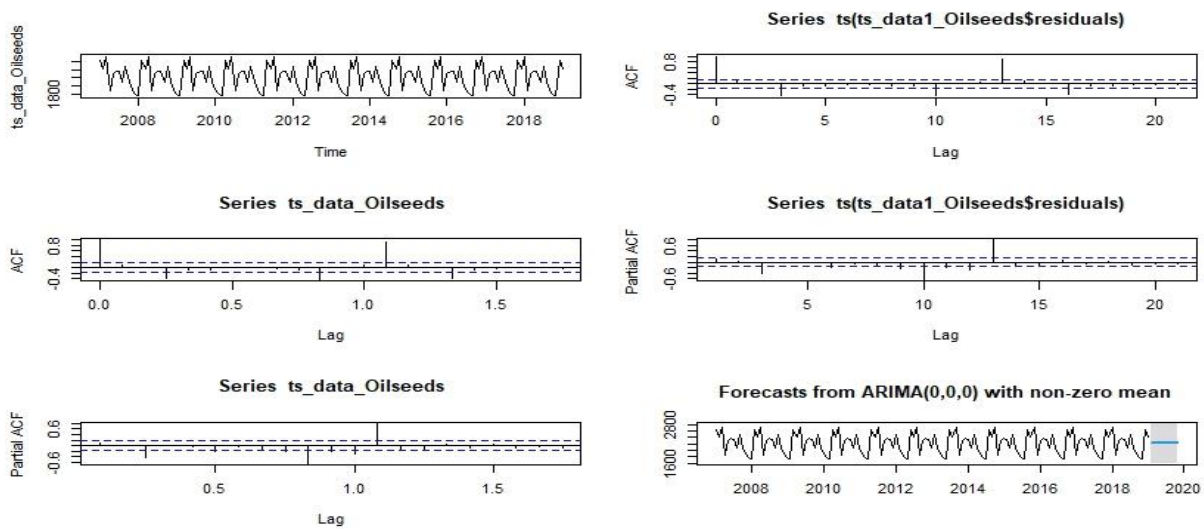 ts_data_Oilseeds
1800
2008 2010 2012 2014 2016 2018
Time
Series ts_data_Oilseeds
ACF
-0.4 0.8
0.0 0.5 1.0 1.5
Lag
Series ts_data_Oilseeds
Partial ACF
-0.6 0.6
0.5 1.0 1.5
Lag
Series ts(ts_data1_Oilseeds$residuals)
ACF
-0.4 0.8
0 5 10 15 20
Lag
Series ts(ts_data1_Oilseeds$residuals)
Partial ACF
-0.6 0.6
5 10 15 20
Lag
Forecasts from ARIMA(0,0,0) with non-zero mean
1600 2800
2008 2010 2012 2014 2016 2018 2020